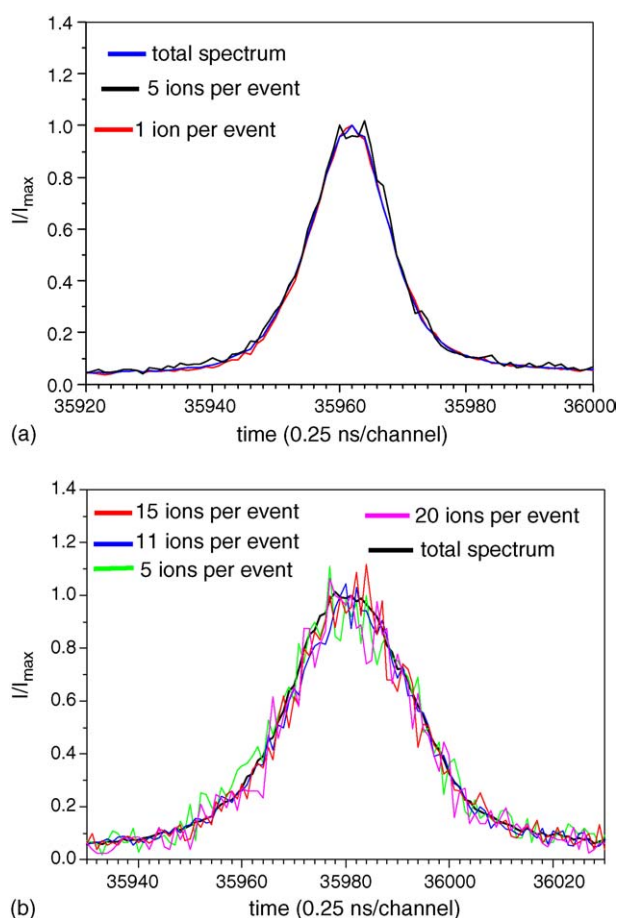 1.4
total spectrum
1.2
5 ions per event
1 ion per event
1.0
I/Imax
0.8
0.6
0.4
0.2
0.0
35920 35940 35960 35980 36000
(a) time (0.25 ns/channel)
1.4
15 ions per event 20 ions per event
1.2
11 ions per event total spectrum
5 ions per event
1.0
I/Imax
0.8
0.6
0.4
0.2
0.0
35940 35960 35980 36000 36020
(b) time (0.25 ns/channel)